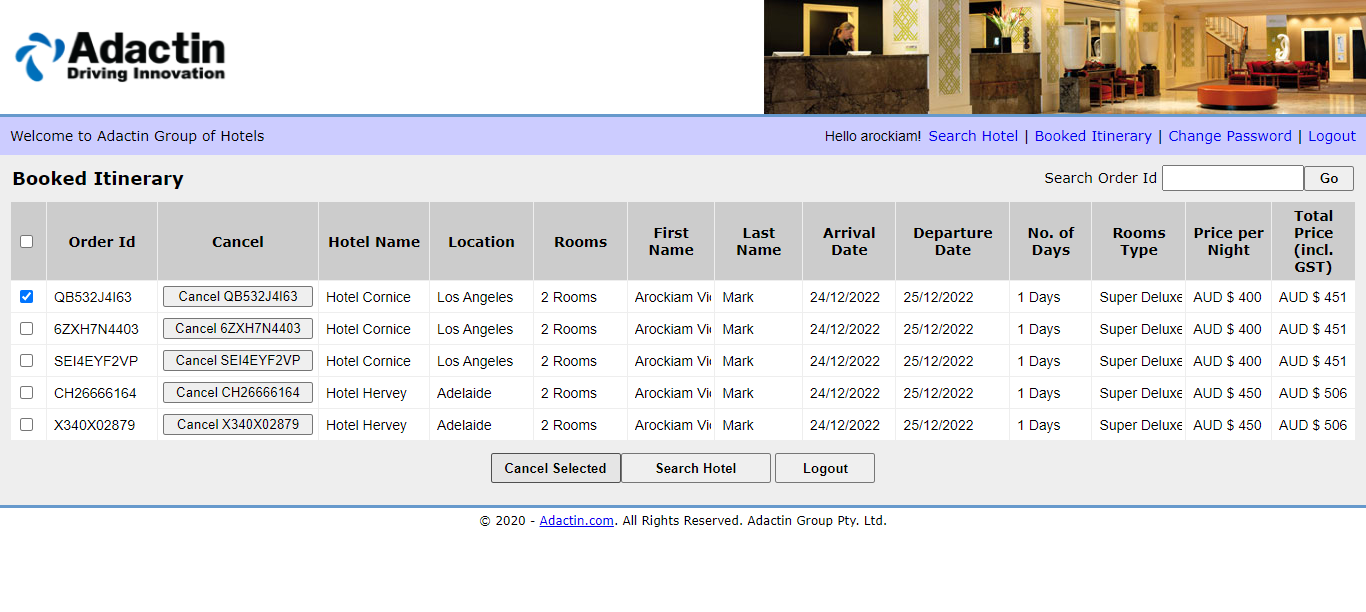 Adactin
Driving Innovation
Welcome to Adactin Group of Hotels
Hello arockiam! Search Hotel | Booked Itinerary | Change Password | Logout
Booked Itinerary
Search Order Id Go
Order Id Cancel Hotel Name Location Rooms First Name Last Name Arrival Date Departure Date No. of Days Rooms Type Price per Night Total Price (incl. GST)
QB532J4I63 Cancel QB532J4I63 Hotel Cornice Los Angeles 2 Rooms Arockiam Vi Mark 24/12/2022 25/12/2022 1 Days Super Deluxe AUD $ 400 AUD $ 451
6ZXH7N4403 Cancel 6ZXH7N4403 Hotel Cornice Los Angeles 2 Rooms Arockiam Vi Mark 24/12/2022 25/12/2022 1 Days Super Deluxe AUD $ 400 AUD $ 451
SEI4EYF2VP Cancel SEI4EYF2VP Hotel Cornice Los Angeles 2 Rooms Arockiam Vi Mark 24/12/2022 25/12/2022 1 Days Super Deluxe AUD $ 400 AUD $ 451
CH26666164 Cancel CH26666164 Hotel Hervey Adelaide 2 Rooms Arockiam Vi Mark 24/12/2022 25/12/2022 1 Days Super Deluxe AUD $ 450 AUD $ 506
X340X02879 Cancel X340X02879 Hotel Hervey Adelaide 2 Rooms Arockiam Vi Mark 24/12/2022 25/12/2022 1 Days Super Deluxe AUD $ 450 AUD $ 506
Cancel Selected Search Hotel Logout
© 2020 - Adactin.com. All Rights Reserved. Adactin Group Pty. Ltd.